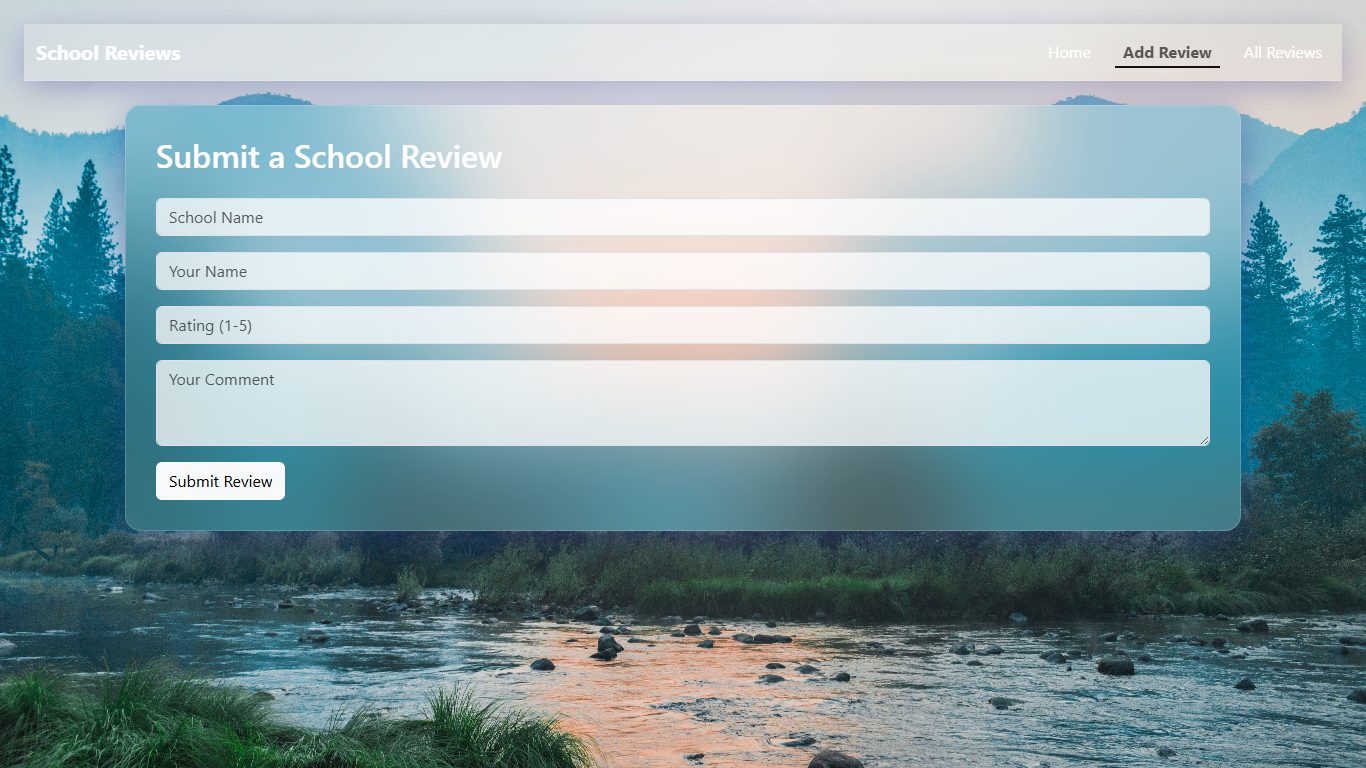 School Reviews
Home Add Review All Reviews
Submit a School Review
School Name
Your Name
Rating (1-5)
Your Comment
Submit Review